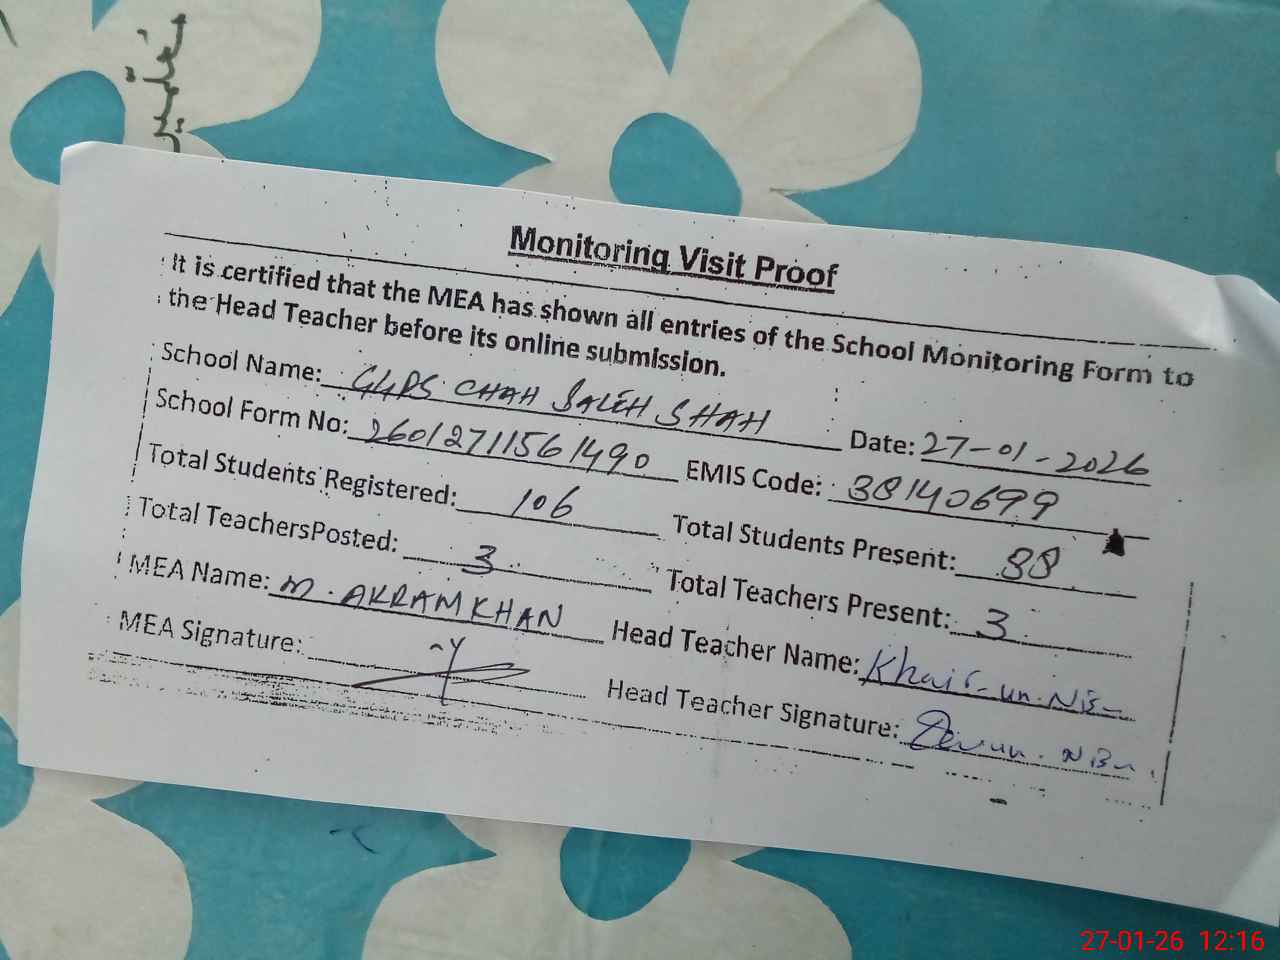 Monitoring Visit Proof
It is certified that the MEA has shown all entries of the School Monitoring Form to
the Head Teacher before its online submission.
School Name: GGPS CHAH SALEH SHAH Date: 27-01-2026
School Form No: 26012711561490 EMIS Code: 38140699
Total Students Registered: 106 Total Students Present: 88
Total TeachersPosted: 3 Total Teachers Present: 3
MEA Name: M. AKRAM KHAN Head Teacher Name: Khair-un-Nisa
MEA Signature: Head Teacher Signature:
27-01-26 12:16